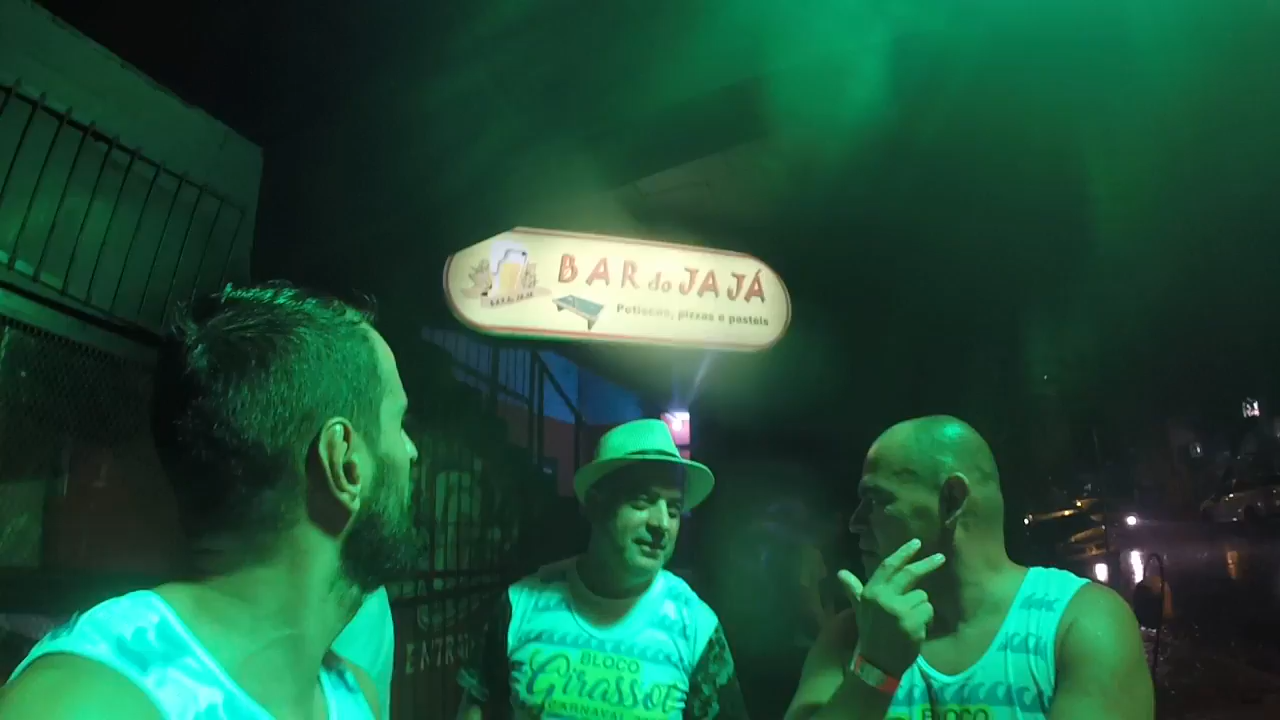 BAR do JAJÁ
Petiscos, pizzas e pastéis
BLOCO
Girassol
CARNAVAL
BLOCO